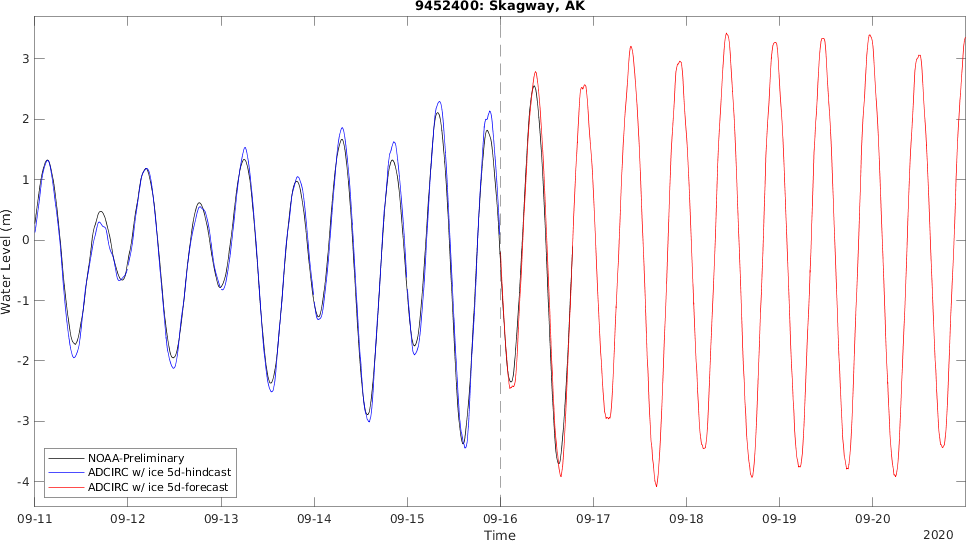 9452400: Skagway, AK
Water Level (m)
3
2
1
0
-1
-2
-3
-4
NOAA-Preliminary
ADCIRC w/ ice 5d-hindcast
ADCIRC w/ ice 5d-forecast
09-11 09-12 09-13 09-14 09-15 09-16 09-17 09-18 09-19 09-20
Time
2020